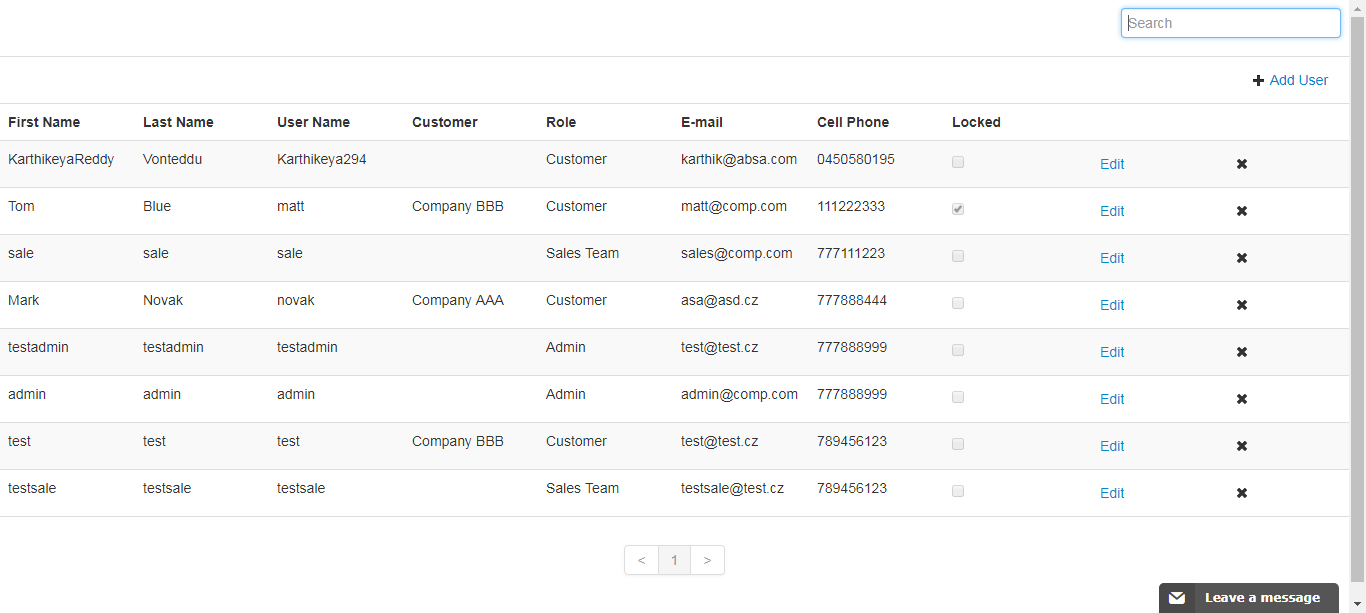 Search
Add User
First Name Last Name User Name Customer Role E-mail Cell Phone Locked
KarthikeyaReddy Vonteddu Karthikeya294 Customer karthik@absa.com 0450580195 Edit
Tom Blue matt Company BBB Customer matt@comp.com 111222333 Edit
sale sale sale Sales Team sales@comp.com 777111223 Edit
Mark Novak novak Company AAA Customer asa@asd.cz 777888444 Edit
testadmin testadmin testadmin Admin test@test.cz 777888999 Edit
admin admin admin Admin admin@comp.com 777888999 Edit
test test test Company BBB Customer test@test.cz 789456123 Edit
testsale testsale testsale Sales Team testsale@test.cz 789456123 Edit
< 1 >
Leave a message